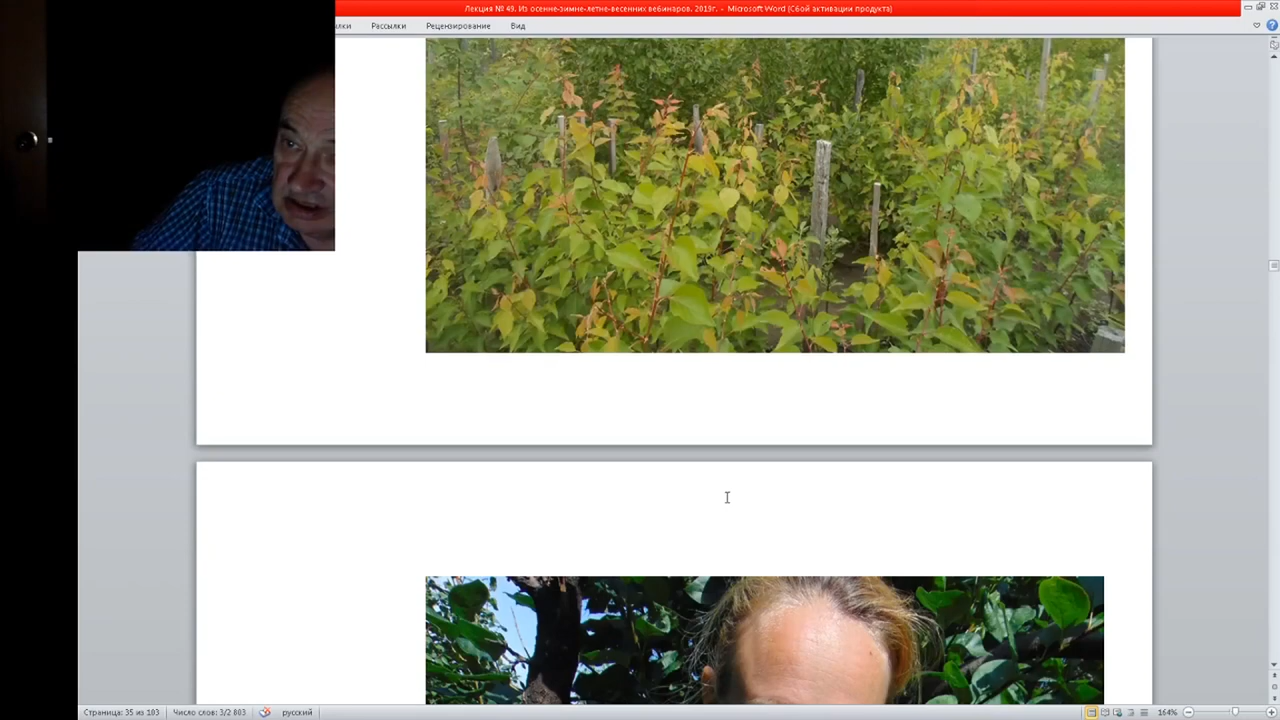 Лекция № 49. Из осенне-зимне-летне-весенних вебинаров. 2019г. - Microsoft Word (Сбой активации продукта)
лки Рассылки Рецензирование Вид
Страница: 35 из 103 Число слов: 3/2 803 русский 164%